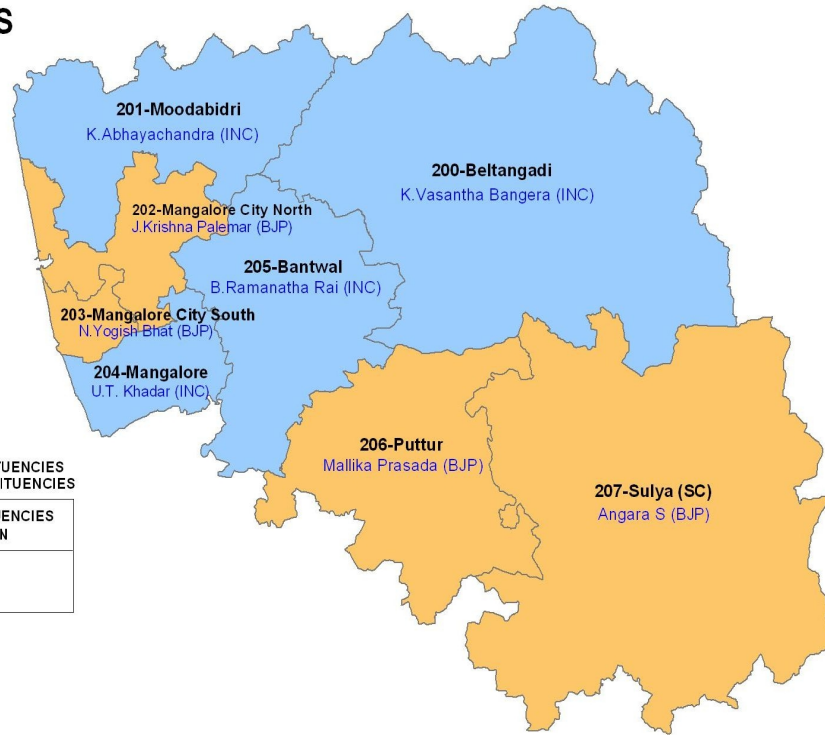 S
201-Moodabidri
K.Abhayachandra (INC)
200-Beltangadi
K.Vasantha Bangera (INC)
202-Mangalore City North
J.Krishna Palemar (BJP)
205-Bantwal
B.Ramanatha Rai (INC)
203-Mangalore City South
N.Yogish Bhat (BJP)
204-Mangalore
U.T. Khadar (INC)
206-Puttur
Mallika Prasada (BJP)
207-Sulya (SC)
Angara S (BJP)
TUENCIES
ITUENCIES
ENCIES
N